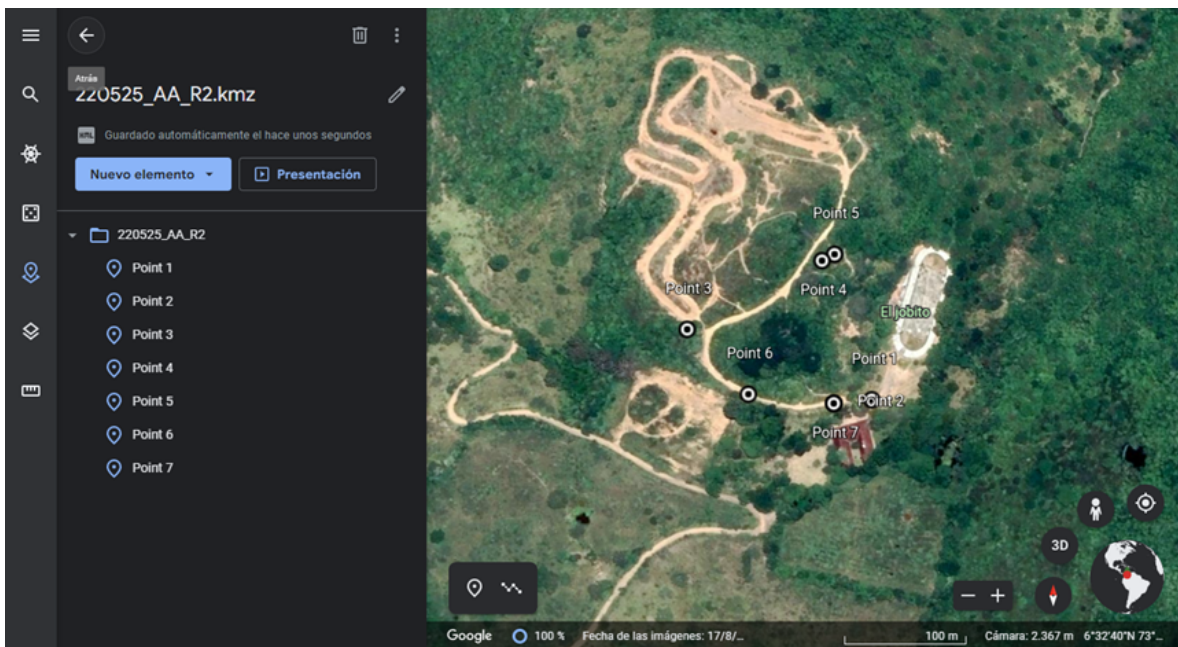 Atrás
220525_AA_R2.kmz
KML Guardado automáticamente el hace unos segundos
Nuevo elemento
Presentación
220525_AA_R2
Point 1
Point 2
Point 3
Point 4
Point 5
Point 6
Point 7
Point 5
Point 3
Point 4
El jobito
Point 6
Point 1
Point 2
Point 7
3D
Google
100 %
Fecha de las imágenes: 17/8/...
100 m
Cámara: 2.367 m
6°32'40"N 73°...